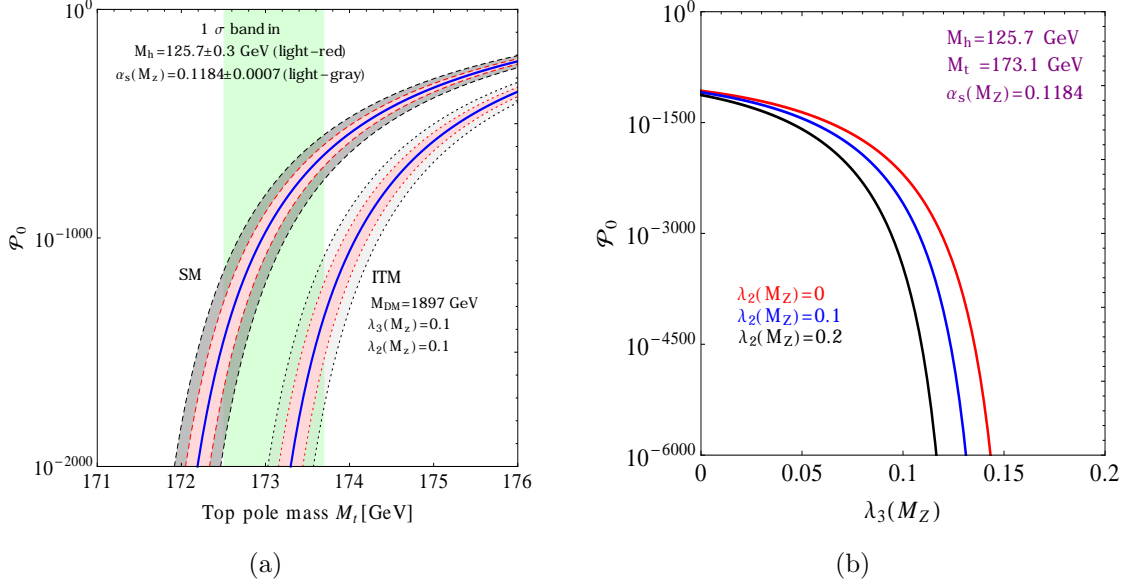 1 σ band in
M_h=125.7±0.3 GeV (light-red)
α_s(M_Z)=0.1184±0.0007 (light-gray)
SM
ITM
M_DM=1897 GeV
λ_3(M_Z)=0.1
λ_2(M_Z)=0.1
𝒫_0
10^-1
10^-1000
10^-2000
171 172 173 174 175 176
Top pole mass M_t [GeV]
(a)
M_h=125.7 GeV
M_t =173.1 GeV
α_s(M_Z)=0.1184
λ_2(M_Z)=0
λ_2(M_Z)=0.1
λ_2(M_Z)=0.2
𝒫_0
10^-1
10^-1500
10^-3000
10^-4500
10^-6000
0 0.05 0.1 0.15 0.2
λ_3(M_Z)
(b)